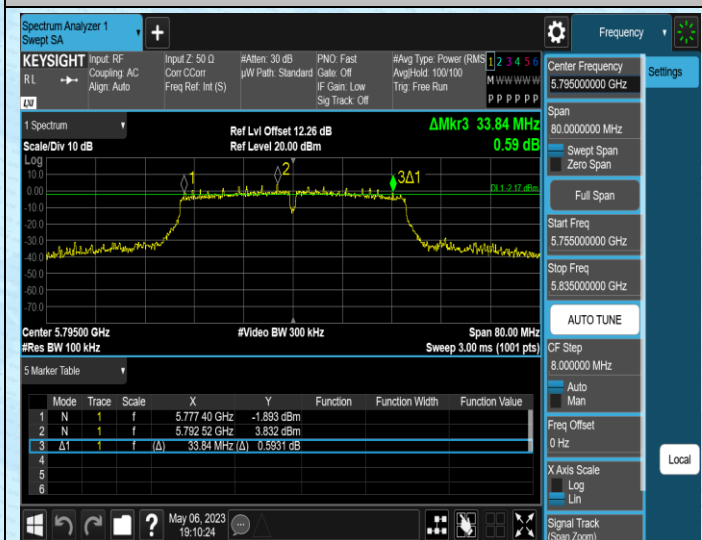 Spectrum Analyzer 1
Swept SA
+
Frequency
KEYSIGHT
RL
LXI
Input: RF
Coupling: AC
Align: Auto
Input Z: 50 Ω
Corr CCorr
Freq Ref: Int (S)
#Atten: 30 dB
µW Path: Standard
PNO: Fast
Gate: Off
IF Gain: Low
Sig Track: Off
#Avg Type: Power (RMS
Avg|Hold: 100/100
Trig: Free Run
1 2 3 4 5 6
M W W W W W
P P P P P P
1 Spectrum
Scale/Div 10 dB
Ref Lvl Offset 12.26 dB
Ref Level 20.00 dBm
ΔMkr3 33.84 MHz
0.59 dB
Log
10.0
0.00
-10.0
-20.0
-30.0
-40.0
-50.0
-60.0
-70.0
1
2
3Δ1
DL1 -2.17 dBm
Center 5.79500 GHz
#Video BW 300 kHz
Span 80.00 MHz
#Res BW 100 kHz
Sweep 3.00 ms (1001 pts)
5 Marker Table
Mode Trace Scale X Y Function Function Width Function Value
1 N 1 f 5.777 40 GHz -1.893 dBm
2 N 1 f 5.792 52 GHz 3.832 dBm
3 Δ1 1 f (Δ) 33.84 MHz (Δ) 0.5931 dB
4
5
6
?
May 06, 2023
19:10:24
Center Frequency
5.795000000 GHz
Span
80.0000000 MHz
Swept Span
Zero Span
Full Span
Start Freq
5.755000000 GHz
Stop Freq
5.835000000 GHz
AUTO TUNE
CF Step
8.000000 MHz
Auto
Man
Freq Offset
0 Hz
X Axis Scale
Log
Lin
Signal Track
(Span Zoom)
Settings
Local